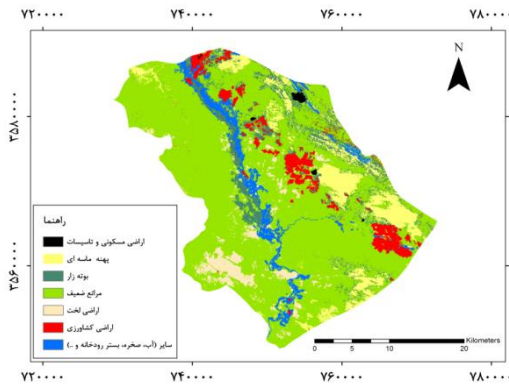 ۷۲۰۰۰۰ ۷۴۰۰۰۰ ۷۶۰۰۰۰ ۷۸۰۰۰۰
N
۳۵۸۰۰۰۰
۳۵۸۰۰۰۰
راهنما
اراضی مسکونی و تاسیسات
پهنه ماسه ای
بوته زار
مراتع ضعیف
اراضی لخت
اراضی کشاورزی
سایر (آب، صخره، بستر رودخانه و ..)
۳۵۶۰۰۰۰
۳۵۶۰۰۰۰
Kilometers
0 5 10 20
۷۲۰۰۰۰ ۷۴۰۰۰۰ ۷۶۰۰۰۰ ۷۸۰۰۰۰